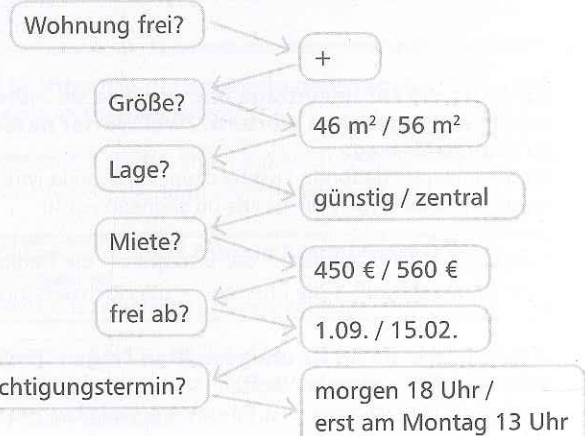 Wohnung frei?
+
Größe?
46 m² / 56 m²
Lage?
günstig / zentral
Miete?
450 € / 560 €
frei ab?
1.09. / 15.02.
chtigungstermin?
morgen 18 Uhr /
erst am Montag 13 Uhr